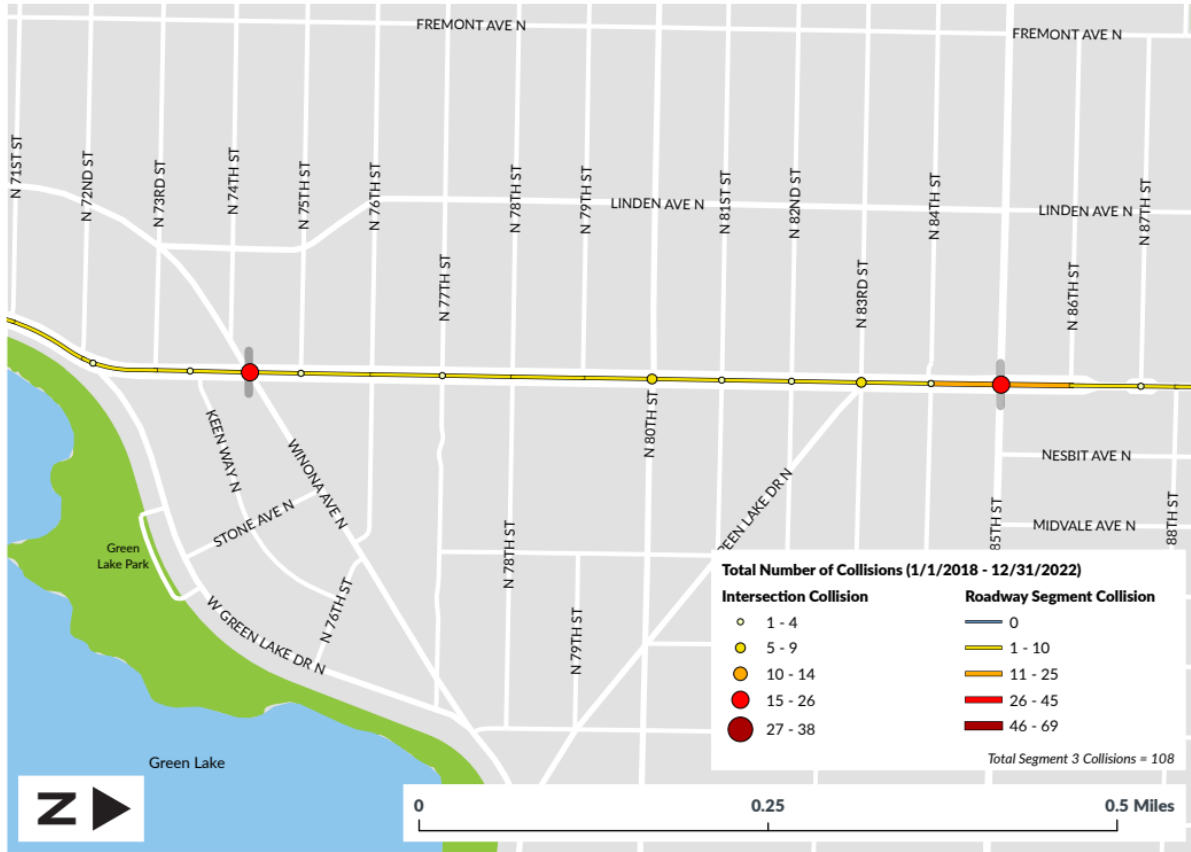 FREMONT AVE N
FREMONT AVE N
N 71ST ST
N 72ND ST
N 73RD ST
N 74TH ST
N 75TH ST
N 76TH ST
N 78TH ST
N 79TH ST
N 81ST ST
N 82ND ST
N 84TH ST
N 87TH ST
LINDEN AVE N
LINDEN AVE N
N 77TH ST
N 83RD ST
N 86TH ST
N 80TH ST
KEEN WAY N
WINONA AVE N
STONE AVE N
NESBIT AVE N
MIDVALE AVE N
85TH ST
88TH ST
N 78TH ST
REEN LAKE DR N
Green
Lake Park
N 76TH ST
N 79TH ST
W GREEN LAKE DR N
Green Lake
Total Number of Collisions (1/1/2018 - 12/31/2022)
Intersection Collision
1 - 4
5 - 9
10 - 14
15 - 26
27 - 38
Roadway Segment Collision
0
1 - 10
11 - 25
26 - 45
46 - 69
Total Segment 3 Collisions = 108
N
0 0.25 0.5 Miles